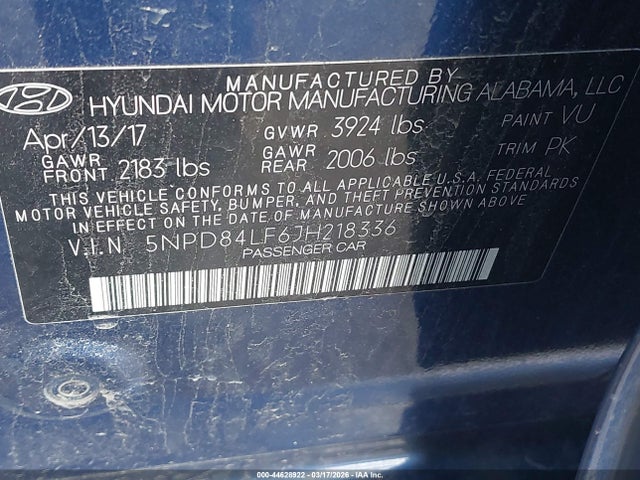 MANUFACTURED BY
HYUNDAI MOTOR MANUFACTURING ALABAMA, LLC
Apr/13/17 GVWR 3924 lbs PAINT VU
GAWR FRONT 2183 lbs GAWR REAR 2006 lbs TRIM PK
THIS VEHICLE CONFORMS TO ALL APPLICABLE U.S.A. FEDERAL
MOTOR VEHICLE SAFETY, BUMPER, AND THEFT PREVENTION STANDARDS
IN EFFECT ON THE DATE OF MANUFACTURE SHOWN ABOVE.
V.I.N 5NPD84LF6JH218336
PASSENGER CAR
000-44628922 - 03/17/2026 - IAA Inc.